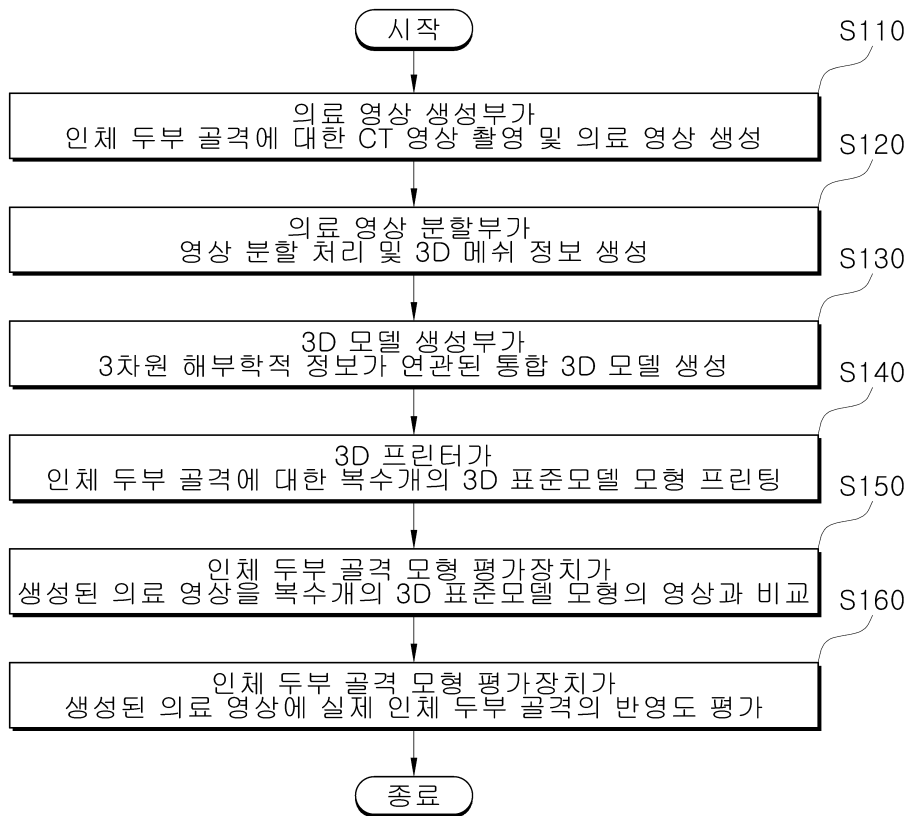 시작
S110
의료 영상 생성부가
인체 두부 골격에 대한 CT 영상 촬영 및 의료 영상 생성
S120
의료 영상 분할부가
영상 분할 처리 및 3D 메쉬 정보 생성
S130
3D 모델 생성부가
3차원 해부학적 정보가 연관된 통합 3D 모델 생성
S140
3D 프린터가
인체 두부 골격에 대한 복수개의 3D 표준모델 모형 프린팅
S150
인체 두부 골격 모형 평가장치가
생성된 의료 영상을 복수개의 3D 표준모델 모형의 영상과 비교
S160
인체 두부 골격 모형 평가장치가
생성된 의료 영상에 실제 인체 두부 골격의 반영도 평가
종료